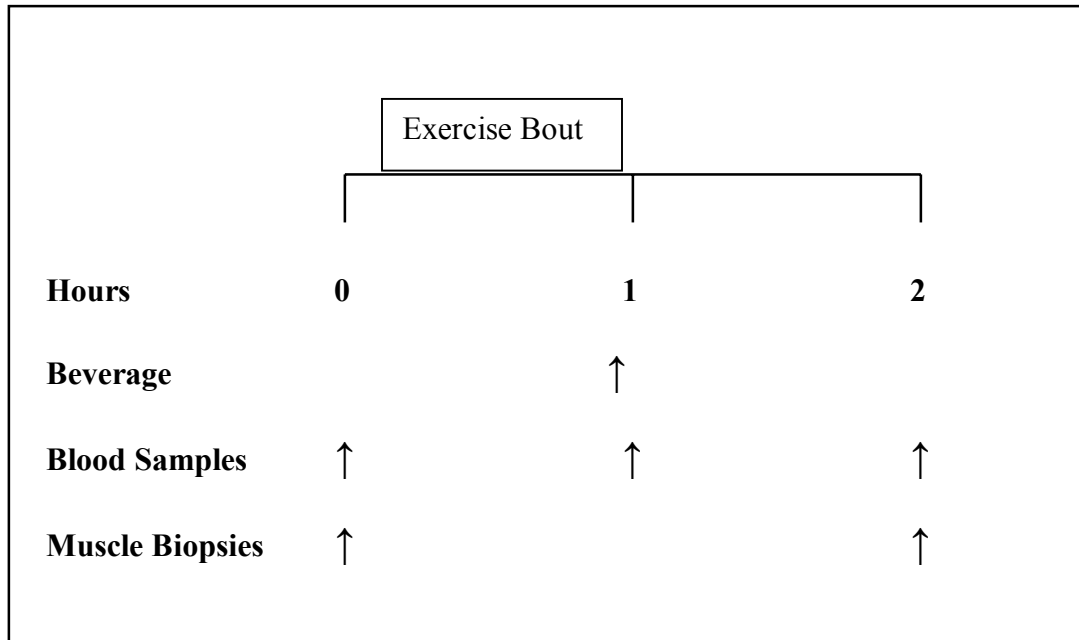 Exercise Bout
Hours 0 1 2
Beverage ↑
Blood Samples ↑ ↑ ↑
Muscle Biopsies ↑ ↑